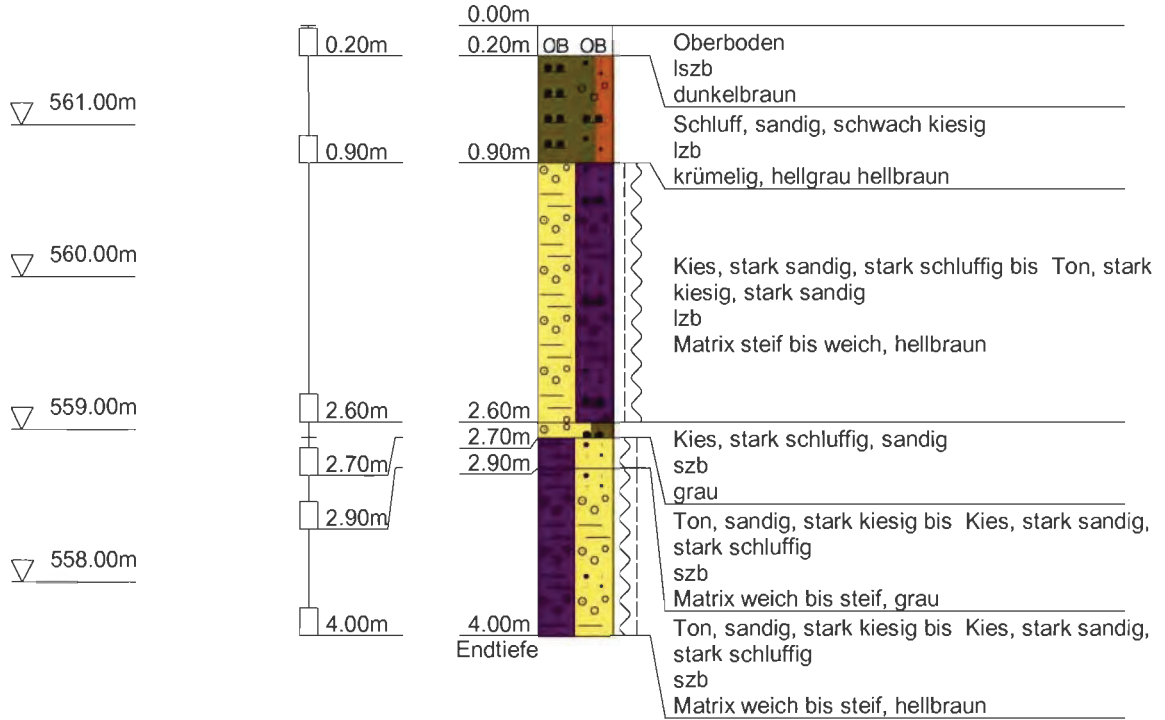 561.00m
560.00m
559.00m
558.00m
0.20m
0.90m
2.60m
2.70m
2.90m
4.00m
0.00m
0.20m
OB OB
0.90m
2.60m
2.70m
2.90m
4.00m
Endtiefe
Oberboden
lszb
dunkelbraun
Schluff, sandig, schwach kiesig
lzb
krümelig, hellgrau hellbraun
Kies, stark sandig, stark schluffig bis Ton, stark
kiesig, stark sandig
lzb
Matrix steif bis weich, hellbraun
Kies, stark schluffig, sandig
szb
grau
Ton, sandig, stark kiesig bis Kies, stark sandig,
stark schluffig
szb
Matrix weich bis steif, grau
Ton, sandig, stark kiesig bis Kies, stark sandig,
stark schluffig
szb
Matrix weich bis steif, hellbraun